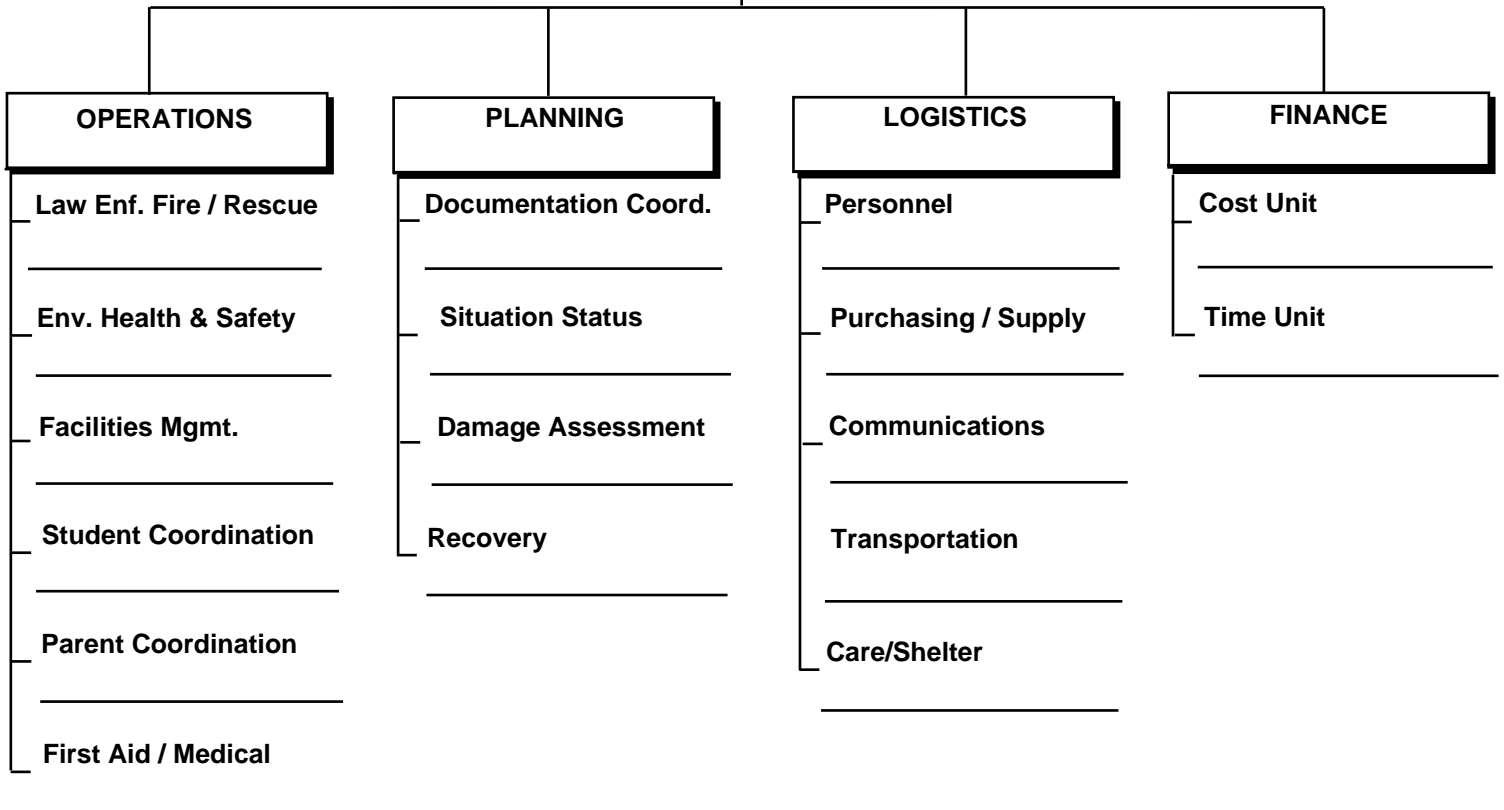 OPERATIONS
Law Enf. Fire / Rescue
Env. Health & Safety
Facilities Mgmt.
Student Coordination
Parent Coordination
First Aid / Medical
PLANNING
Documentation Coord.
Situation Status
Damage Assessment
Recovery
LOGISTICS
Personnel
Purchasing / Supply
Communications
Transportation
Care/Shelter
FINANCE
Cost Unit
Time Unit